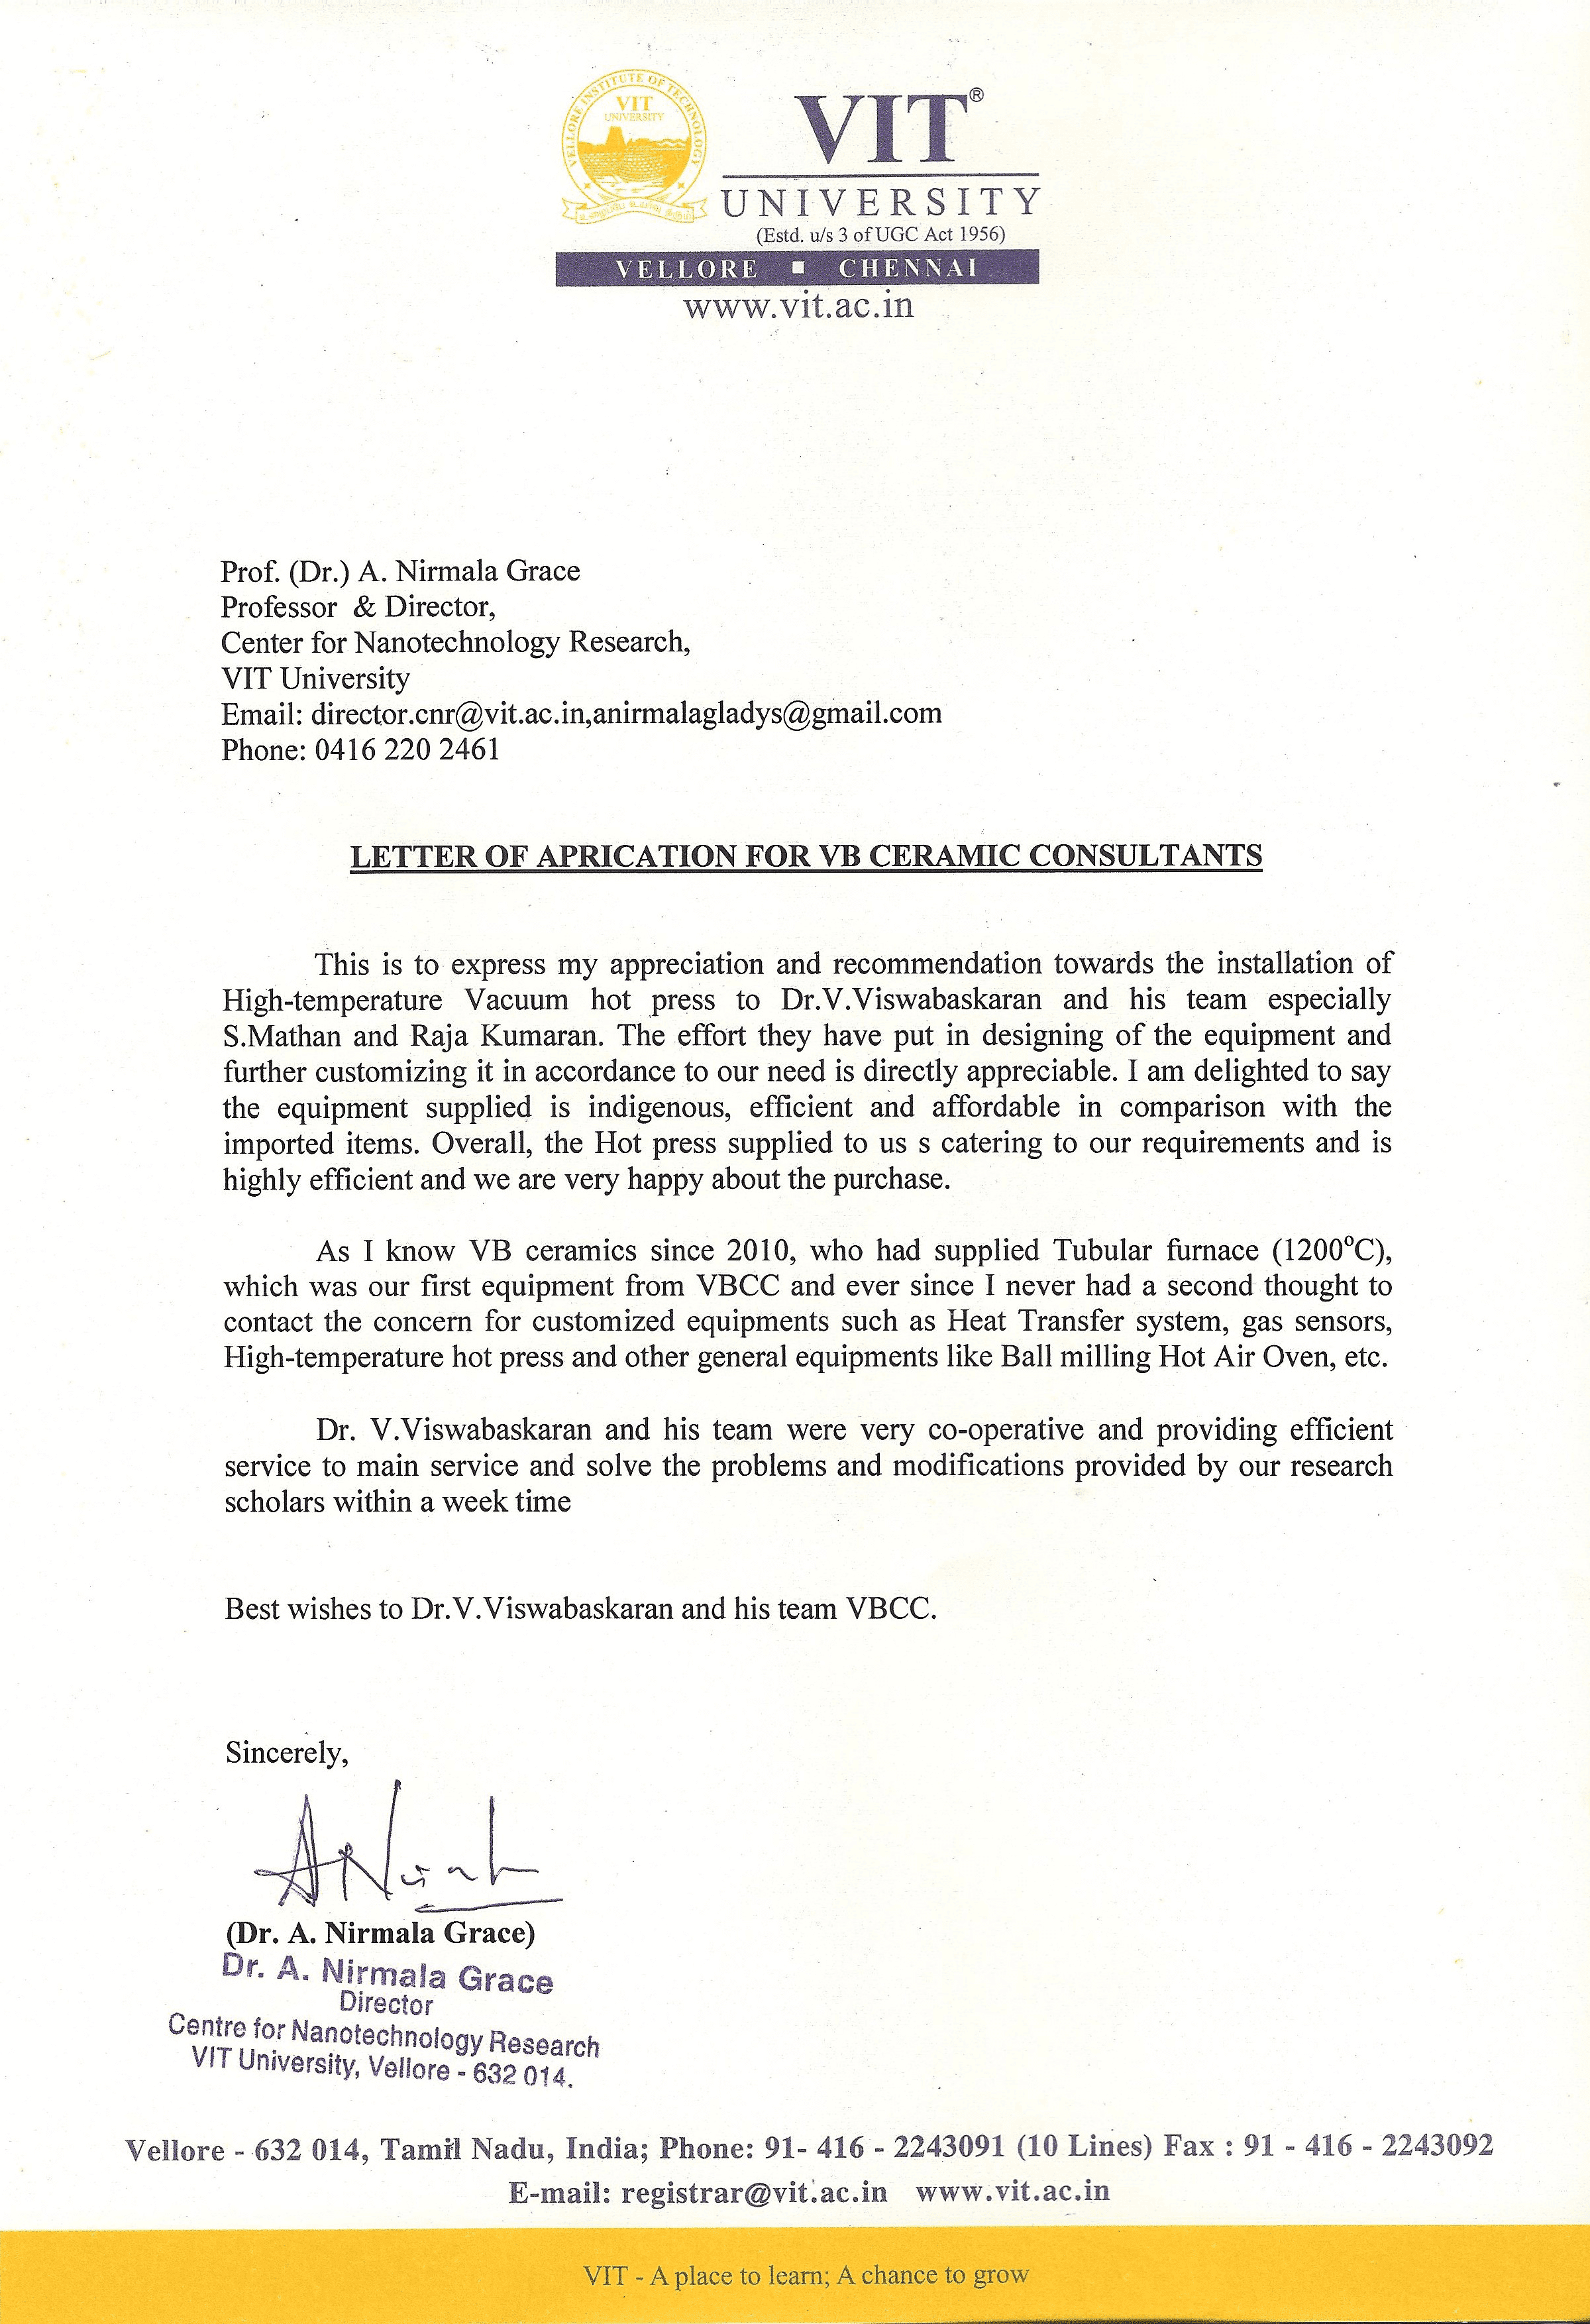 VELLORE INSTITUTE OF TECHNOLOGY
VIT
UNIVERSITY
VIT®
UNIVERSITY
(Estd. u/s 3 of UGC Act 1956)
VELLORE ▪ CHENNAI
www.vit.ac.in
Prof. (Dr.) A. Nirmala Grace
Professor & Director,
Center for Nanotechnology Research,
VIT University
Email: director.cnr@vit.ac.in,anirmalagladys@gmail.com
Phone: 0416 220 2461
LETTER OF APRICATION FOR VB CERAMIC CONSULTANTS
This is to express my appreciation and recommendation towards the installation of
High-temperature Vacuum hot press to Dr.V.Viswabaskaran and his team especially
S.Mathan and Raja Kumaran. The effort they have put in designing of the equipment and
further customizing it in accordance to our need is directly appreciable. I am delighted to say
the equipment supplied is indigenous, efficient and affordable in comparison with the
imported items. Overall, the Hot press supplied to us s catering to our requirements and is
highly efficient and we are very happy about the purchase.
As I know VB ceramics since 2010, who had supplied Tubular furnace (1200ºC),
which was our first equipment from VBCC and ever since I never had a second thought to
contact the concern for customized equipments such as Heat Transfer system, gas sensors,
High-temperature hot press and other general equipments like Ball milling Hot Air Oven, etc.
Dr. V.Viswabaskaran and his team were very co-operative and providing efficient
service to main service and solve the problems and modifications provided by our research
scholars within a week time
Best wishes to Dr.V.Viswabaskaran and his team VBCC.
Sincerely,
(Dr. A. Nirmala Grace)
Dr. A. Nirmala Grace
Director
Centre for Nanotechnology Research
VIT University, Vellore - 632 014.
Vellore - 632 014, Tamil Nadu, India; Phone: 91- 416 - 2243091 (10 Lines) Fax : 91 - 416 - 2243092
E-mail: registrar@vit.ac.in www.vit.ac.in
VIT - A place to learn; A chance to grow